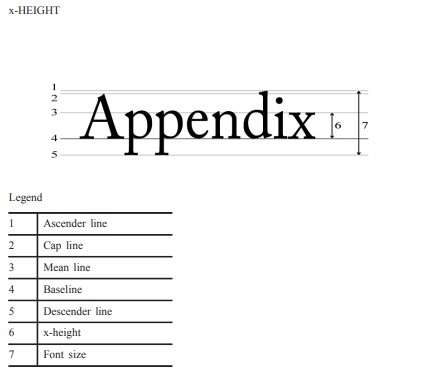 x-HEIGHT
1
2
3
4
5
Appendix
6
7
Legend
1 Ascender line
2 Cap line
3 Mean line
4 Baseline
5 Descender line
6 x-height
7 Font size